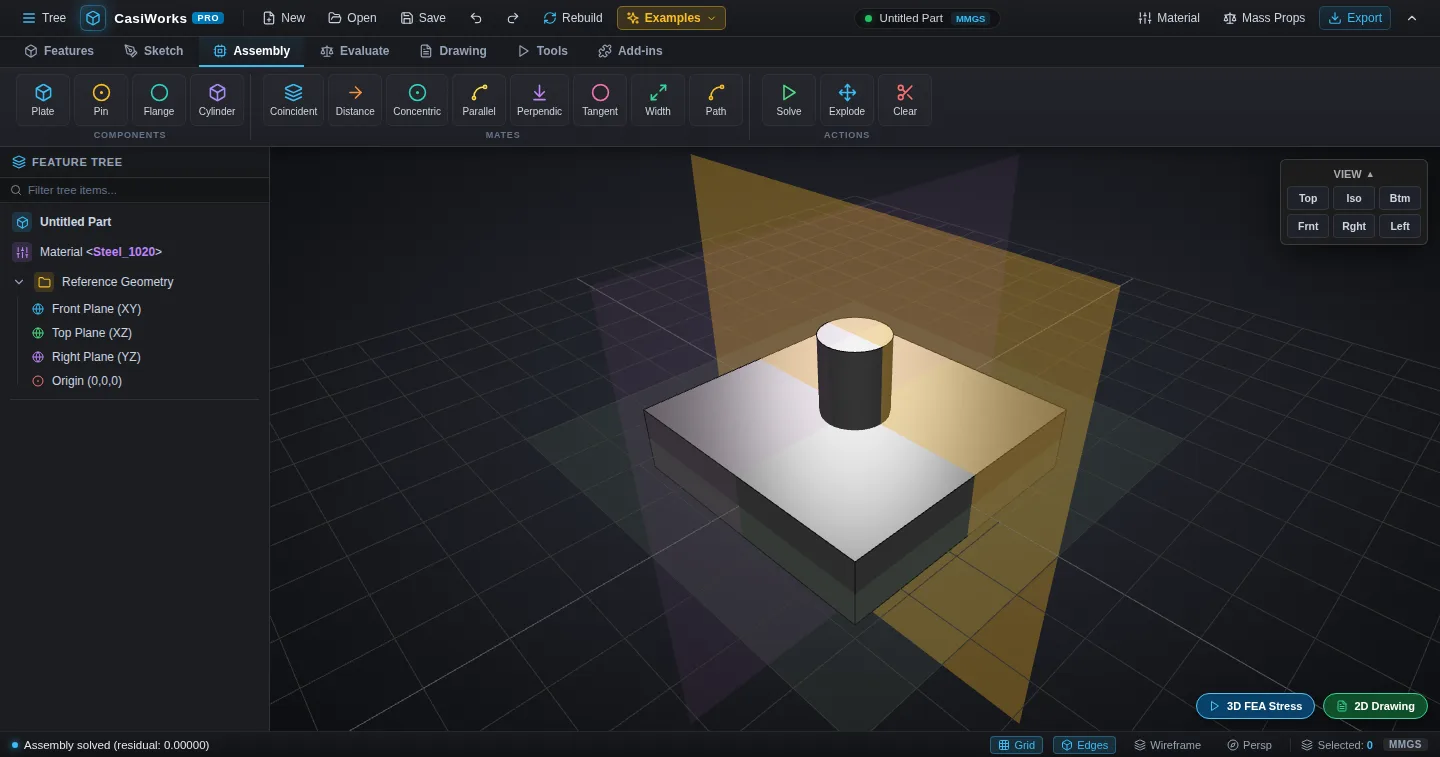 Tree CasiWorks PRO New Open Save Rebuild Examples Untitled Part MMGS Material Mass Props Export
Features Sketch Assembly Evaluate Drawing Tools Add-ins
Plate Pin Flange Cylinder Coincident Distance Concentric Parallel Perpendic Tangent Width Path Solve Explode Clear
COMPONENTS MATES ACTIONS
FEATURE TREE
Filter tree items...
Untitled Part
Material <Steel_1020>
Reference Geometry
Front Plane (XY)
Top Plane (XZ)
Right Plane (YZ)
Origin (0,0,0)
VIEW ▲
Top Iso Btm
Frnt Rght Left
3D FEA Stress 2D Drawing
Assembly solved (residual: 0.00000) Grid Edges Wireframe Persp Selected: 0 MMGS